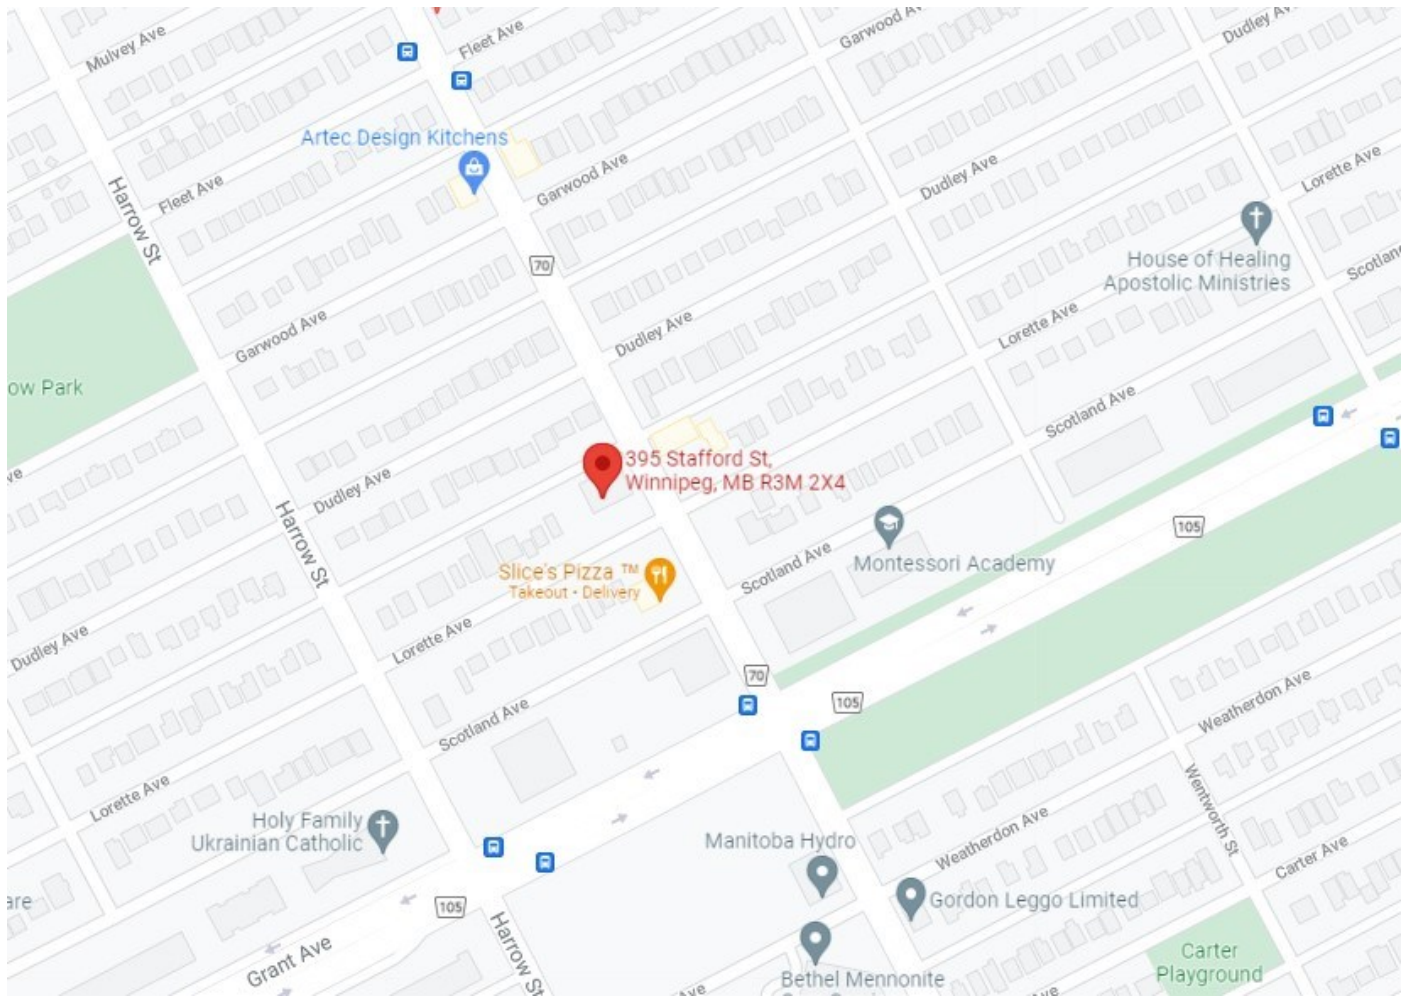 Mulvey Ave
Fleet Ave
Garwood Ave
Dudley Ave
Artec Design Kitchens
Fleet Ave
Garwood Ave
Dudley Ave
Lorette Ave
Harrow St
House of Healing
Apostolic Ministries
70
Scotland
Garwood Ave
Dudley Ave
Lorette Ave
ow Park
Scotland Ave
395 Stafford St,
Winnipeg, MB R3M 2X4
ve
Dudley Ave
Harrow St
105
Montessori Academy
Scotland Ave
Slice's Pizza ™
Takeout • Delivery
Dudley Ave
Lorette Ave
70
105
Scotland Ave
Weatherdon Ave
Lorette Ave
Wentworth St
Holy Family
Ukrainian Catholic
Manitoba Hydro
Weatherdon Ave
Carter Ave
are
105
Gordon Leggo Limited
Grant Ave
Harrow St
Bethel Mennonite
Carter
Playground
ve